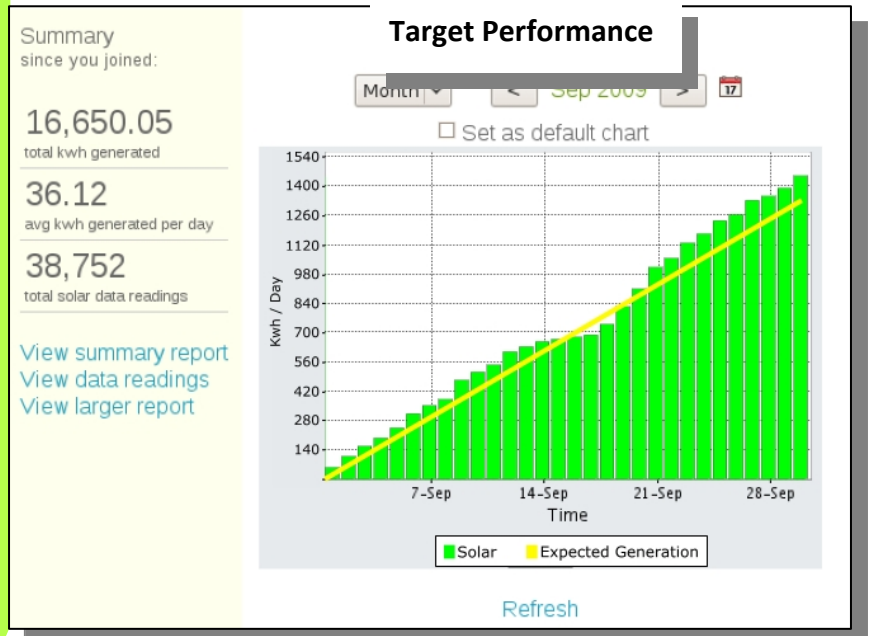 Summary
since you joined:
16,650.05
total kwh generated
36.12
avg kwh generated per day
38,752
total solar data readings
View summary report
View data readings
View larger report
Target Performance
Month
< Sep 2009 >
17
Set as default chart
1540
1400
1260
1120
980
840
700
560
420
280
140
Kwh / Day
7-Sep 14-Sep 21-Sep 28-Sep
Time
Solar Expected Generation
Refresh